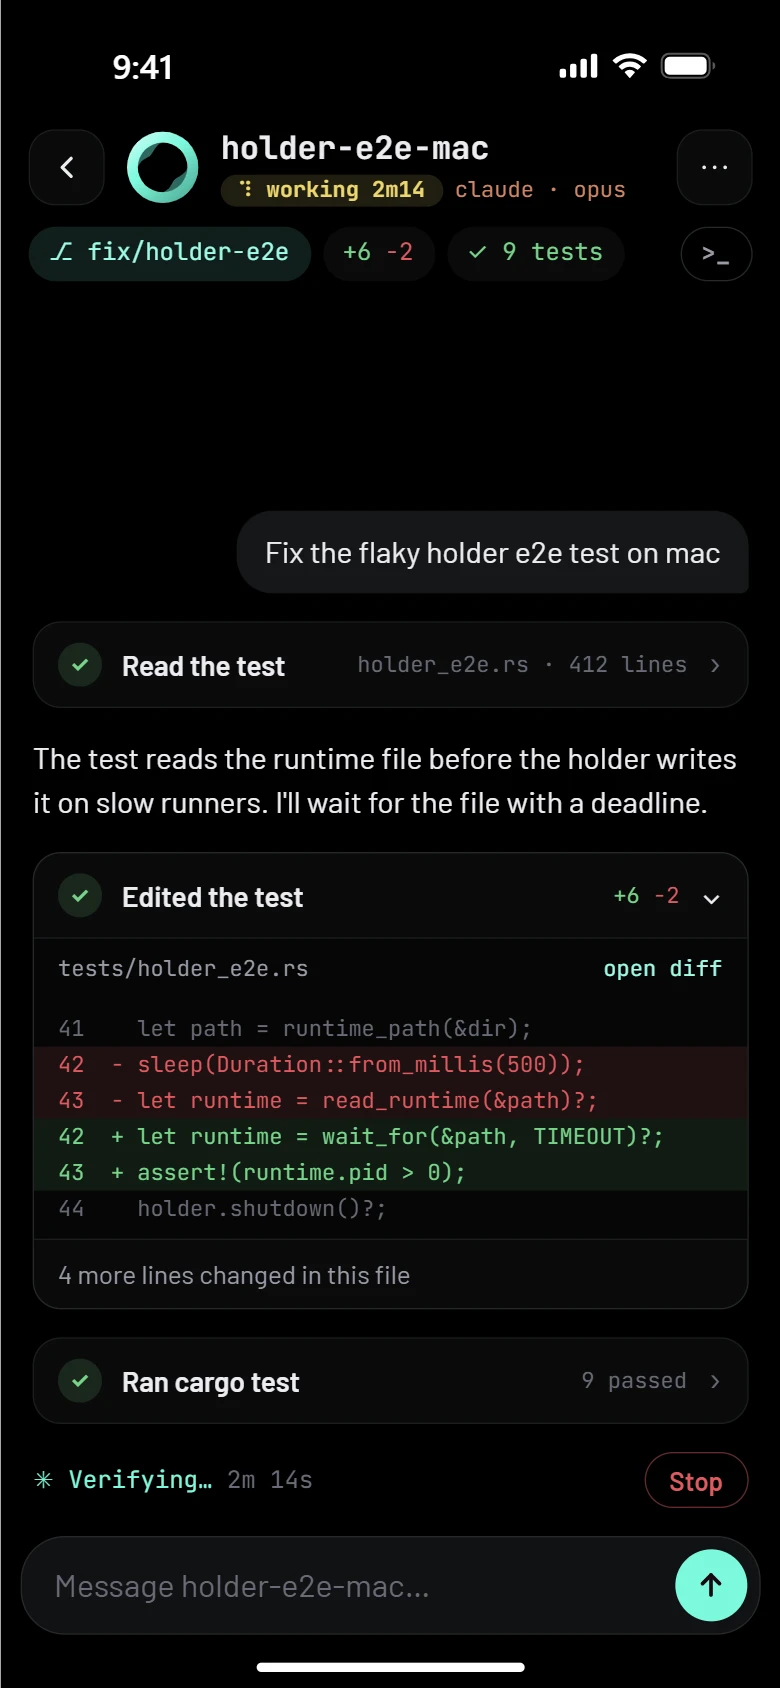 9:41
holder-e2e-mac
working 2m14 claude · opus
fix/holder-e2e +6 -2 ✓ 9 tests >_
Fix the flaky holder e2e test on mac
Read the test holder_e2e.rs · 412 lines
The test reads the runtime file before the holder writes
it on slow runners. I'll wait for the file with a deadline.
Edited the test +6 -2
tests/holder_e2e.rs open diff
41 let path = runtime_path(&dir);
42 - sleep(Duration::from_millis(500));
43 - let runtime = read_runtime(&path)?;
42 + let runtime = wait_for(&path, TIMEOUT)?;
43 + assert!(runtime.pid > 0);
44 holder.shutdown()?;
4 more lines changed in this file
Ran cargo test 9 passed
Verifying… 2m 14s Stop
Message holder-e2e-mac...